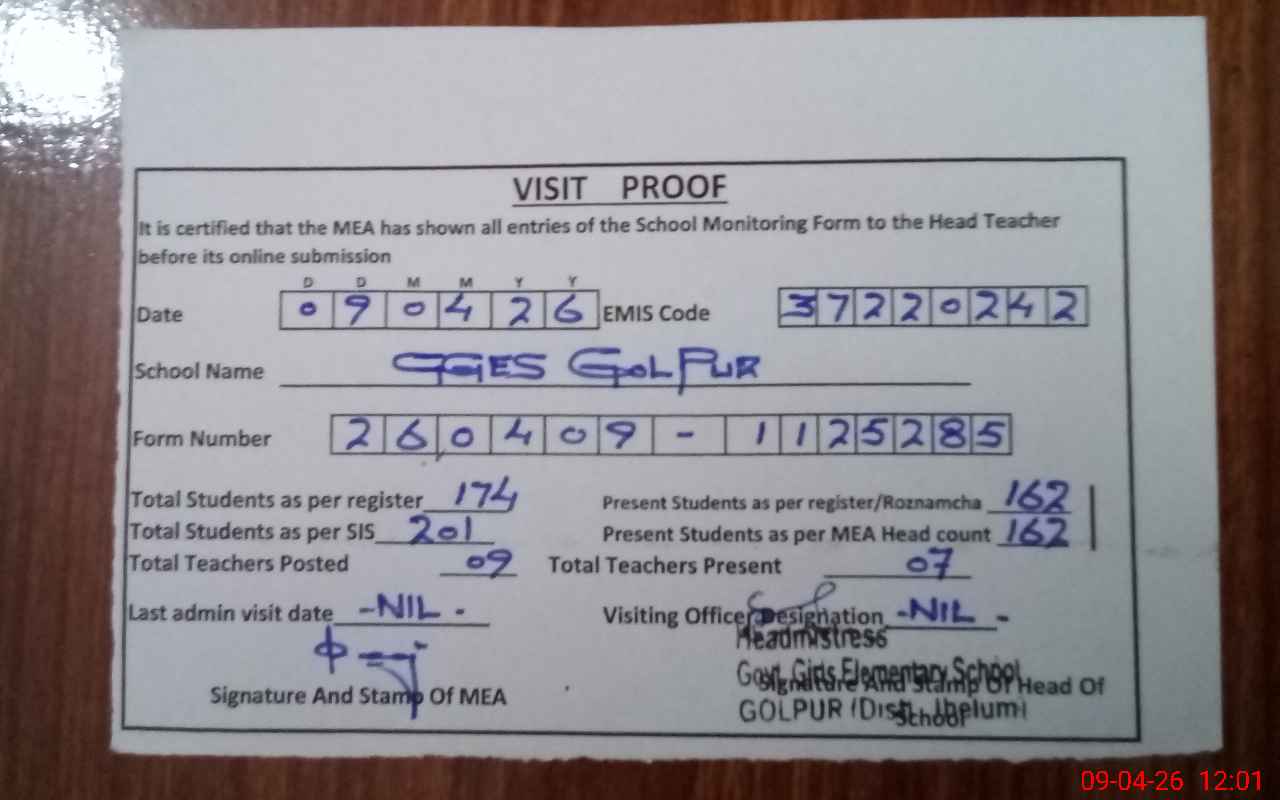 VISIT PROOF
It is certified that the MEA has shown all entries of the School Monitoring Form to the Head Teacher
before its online submission
D D M M Y Y
Date 0 9 0 4 2 6 EMIS Code 3 7 2 2 0 2 4 2
School Name GGES GOLPUR
Form Number 2 6 0 4 0 9 - 1 1 2 5 2 8 5
Total Students as per register 174 Present Students as per register/Roznamcha 162
Total Students as per SIS 201 Present Students as per MEA Head count 162
Total Teachers Posted 09 Total Teachers Present 07
Last admin visit date -NIL- Visiting Officer Designation -NIL-
Headmistress
Govt. Girls Elementary School
Signature And Stamp Of MEA Signature And Stamp Of Head Of
School
GOLPUR (Distt. Jhelum)
09-04-26 12:01